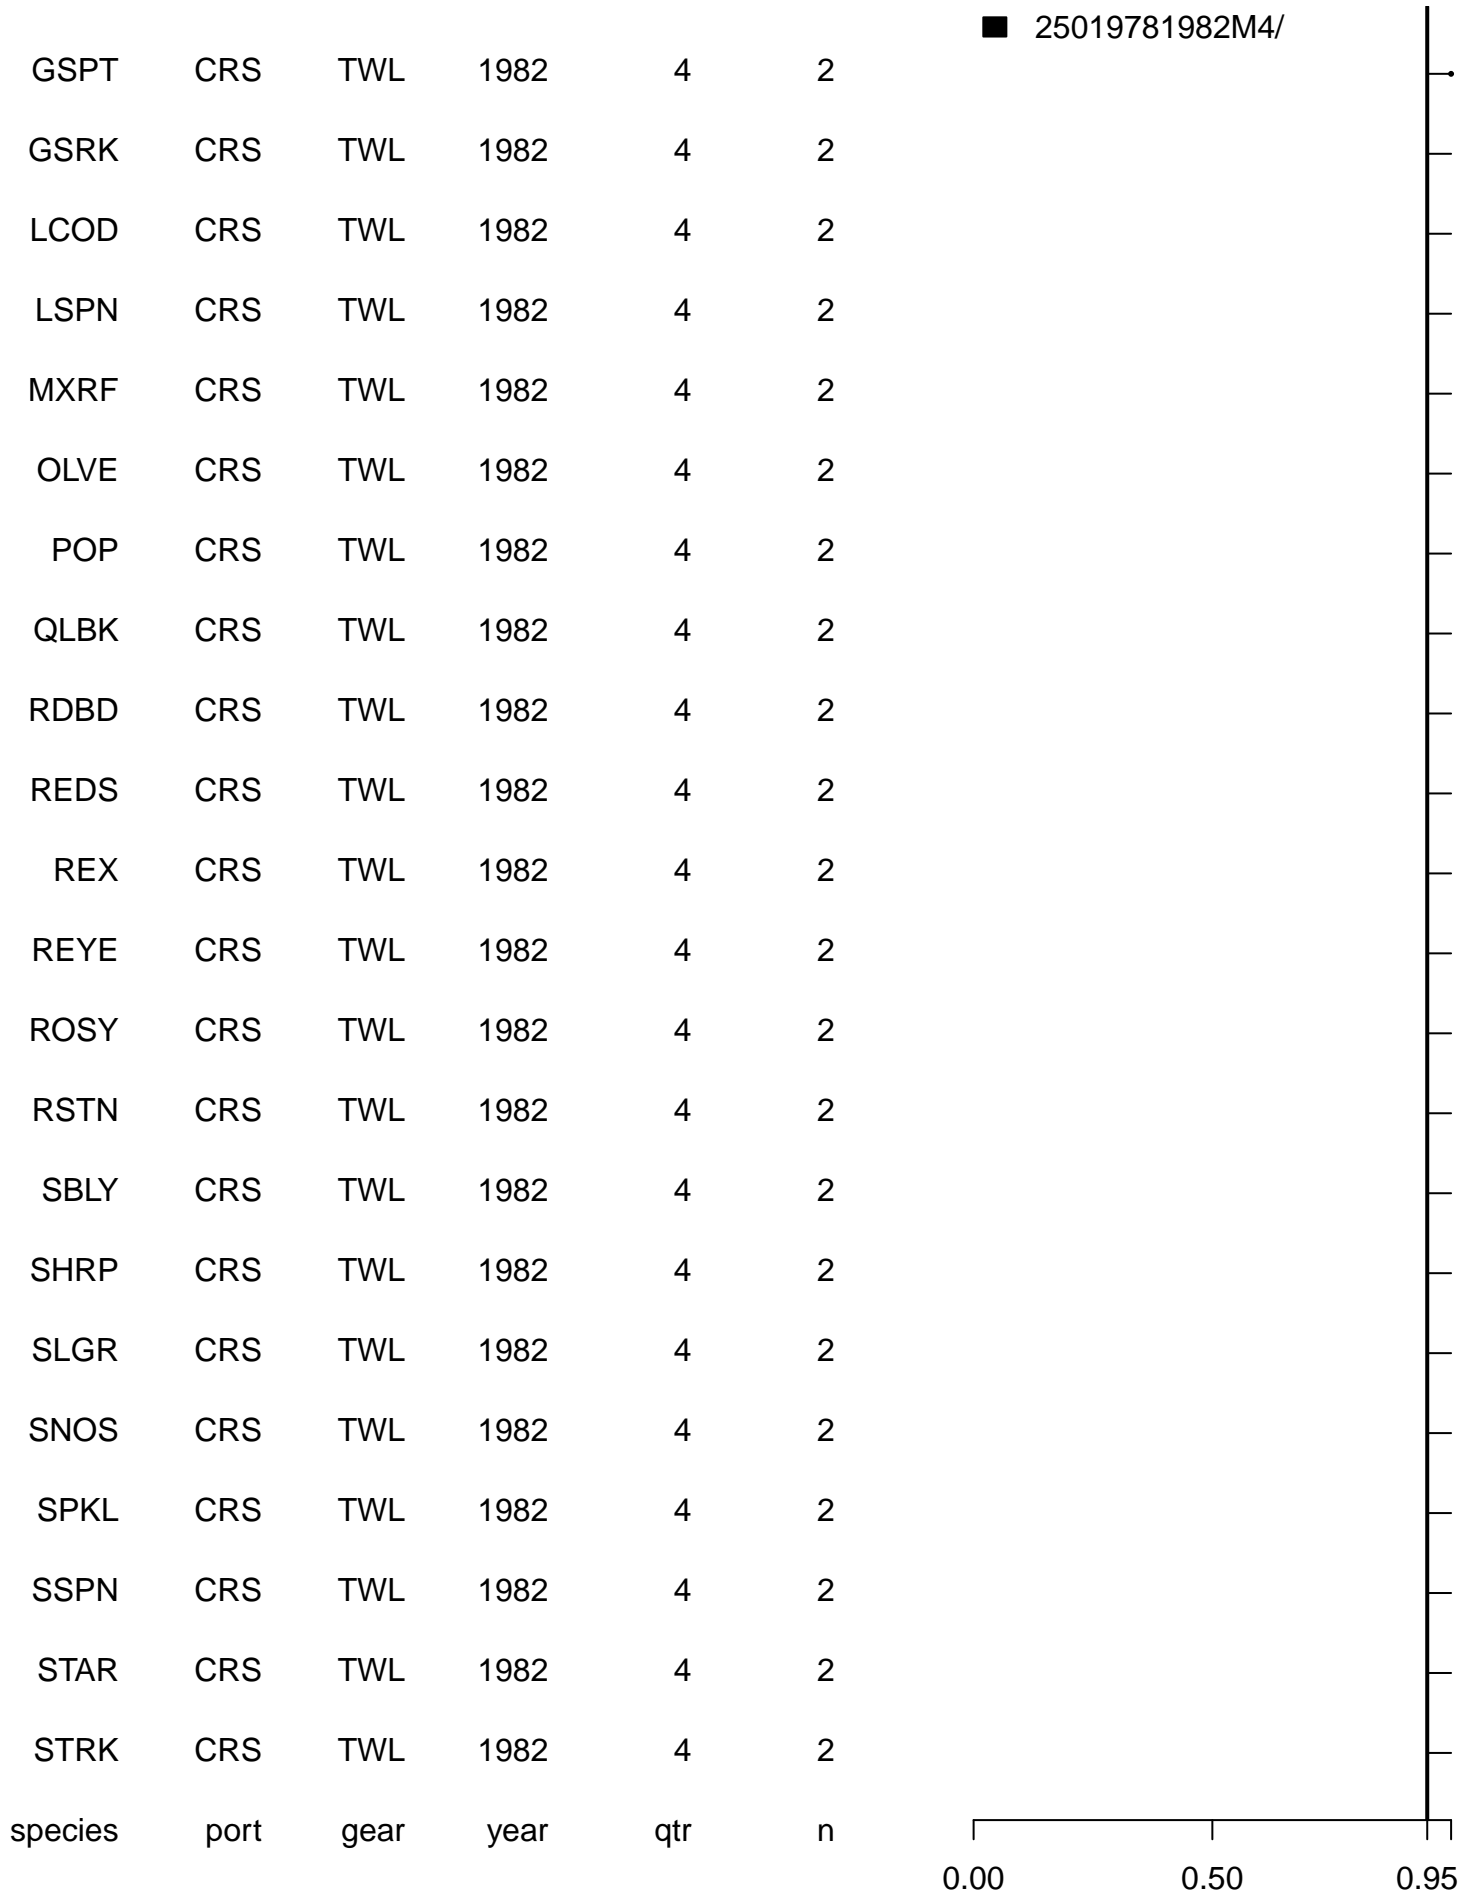 25019781982M4/
GSPT CRS TWL 1982 4 2
GSRK CRS TWL 1982 4 2
LCOD CRS TWL 1982 4 2
LSPN CRS TWL 1982 4 2
MXRF CRS TWL 1982 4 2
OLVE CRS TWL 1982 4 2
POP CRS TWL 1982 4 2
QLBK CRS TWL 1982 4 2
RDBD CRS TWL 1982 4 2
REDS CRS TWL 1982 4 2
REX CRS TWL 1982 4 2
REYE CRS TWL 1982 4 2
ROSY CRS TWL 1982 4 2
RSTN CRS TWL 1982 4 2
SBLY CRS TWL 1982 4 2
SHRP CRS TWL 1982 4 2
SLGR CRS TWL 1982 4 2
SNOS CRS TWL 1982 4 2
SPKL CRS TWL 1982 4 2
SSPN CRS TWL 1982 4 2
STAR CRS TWL 1982 4 2
STRK CRS TWL 1982 4 2
species port gear year qtr n
0.00 0.50 0.95